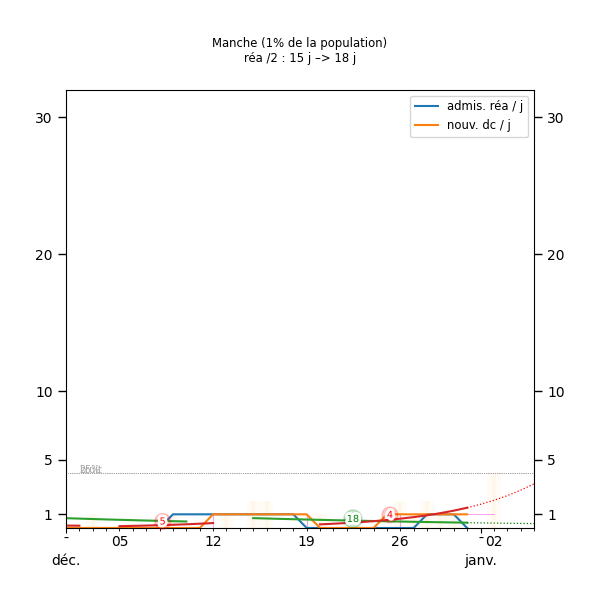 Manche (1% de la population)
réa /2 : 15 j –> 18 j
admis. réa / j
nouv. dc / j
30
30
20
20
10
10
5
5
1
1
5
18
4
- 05 12 19 26 - 02
déc. janv.